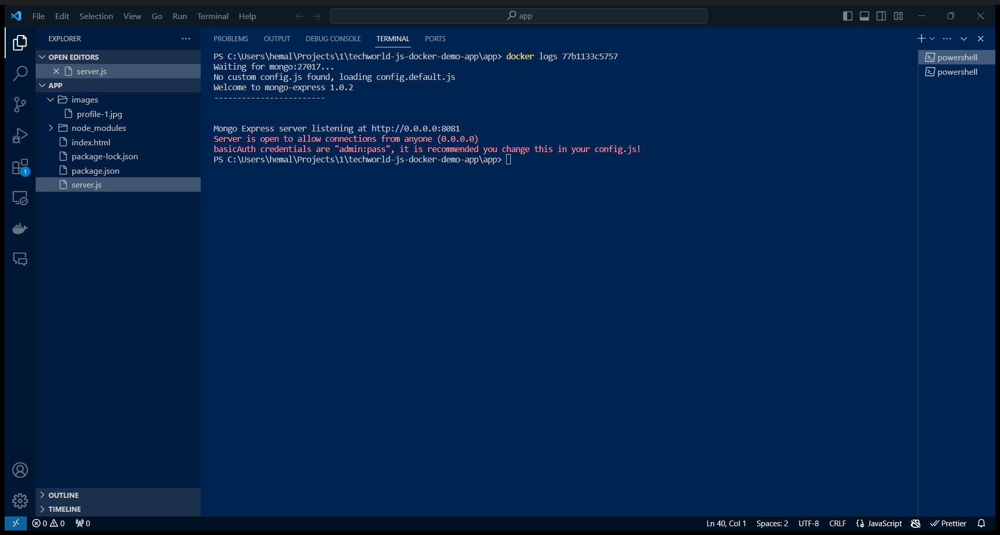 File Edit Selection View Go Run Terminal Help
app
EXPLORER
OPEN EDITORS
server.js
APP
images
profile-1.jpg
node_modules
index.html
package-lock.json
package.json
server.js
OUTLINE
TIMELINE
PROBLEMS OUTPUT DEBUG CONSOLE TERMINAL PORTS
PS C:\Users\hemal\Projects\1\techworld-js-docker-demo-app\app> docker logs 77b1133c5757
Waiting for mongo:27017...
No custom config.js found, loading config.default.js
Welcome to mongo-express 1.0.2
------------------------
Mongo Express server listening at http://0.0.0.0:8081
Server is open to allow connections from anyone (0.0.0.0)
basicAuth credentials are "admin:pass", it is recommended you change this in your config.js!
PS C:\Users\hemal\Projects\1\techworld-js-docker-demo-app\app>
powershell
powershell
1
0 0 0
Ln 40, Col 1 Spaces: 2 UTF-8 CRLF JavaScript Prettier